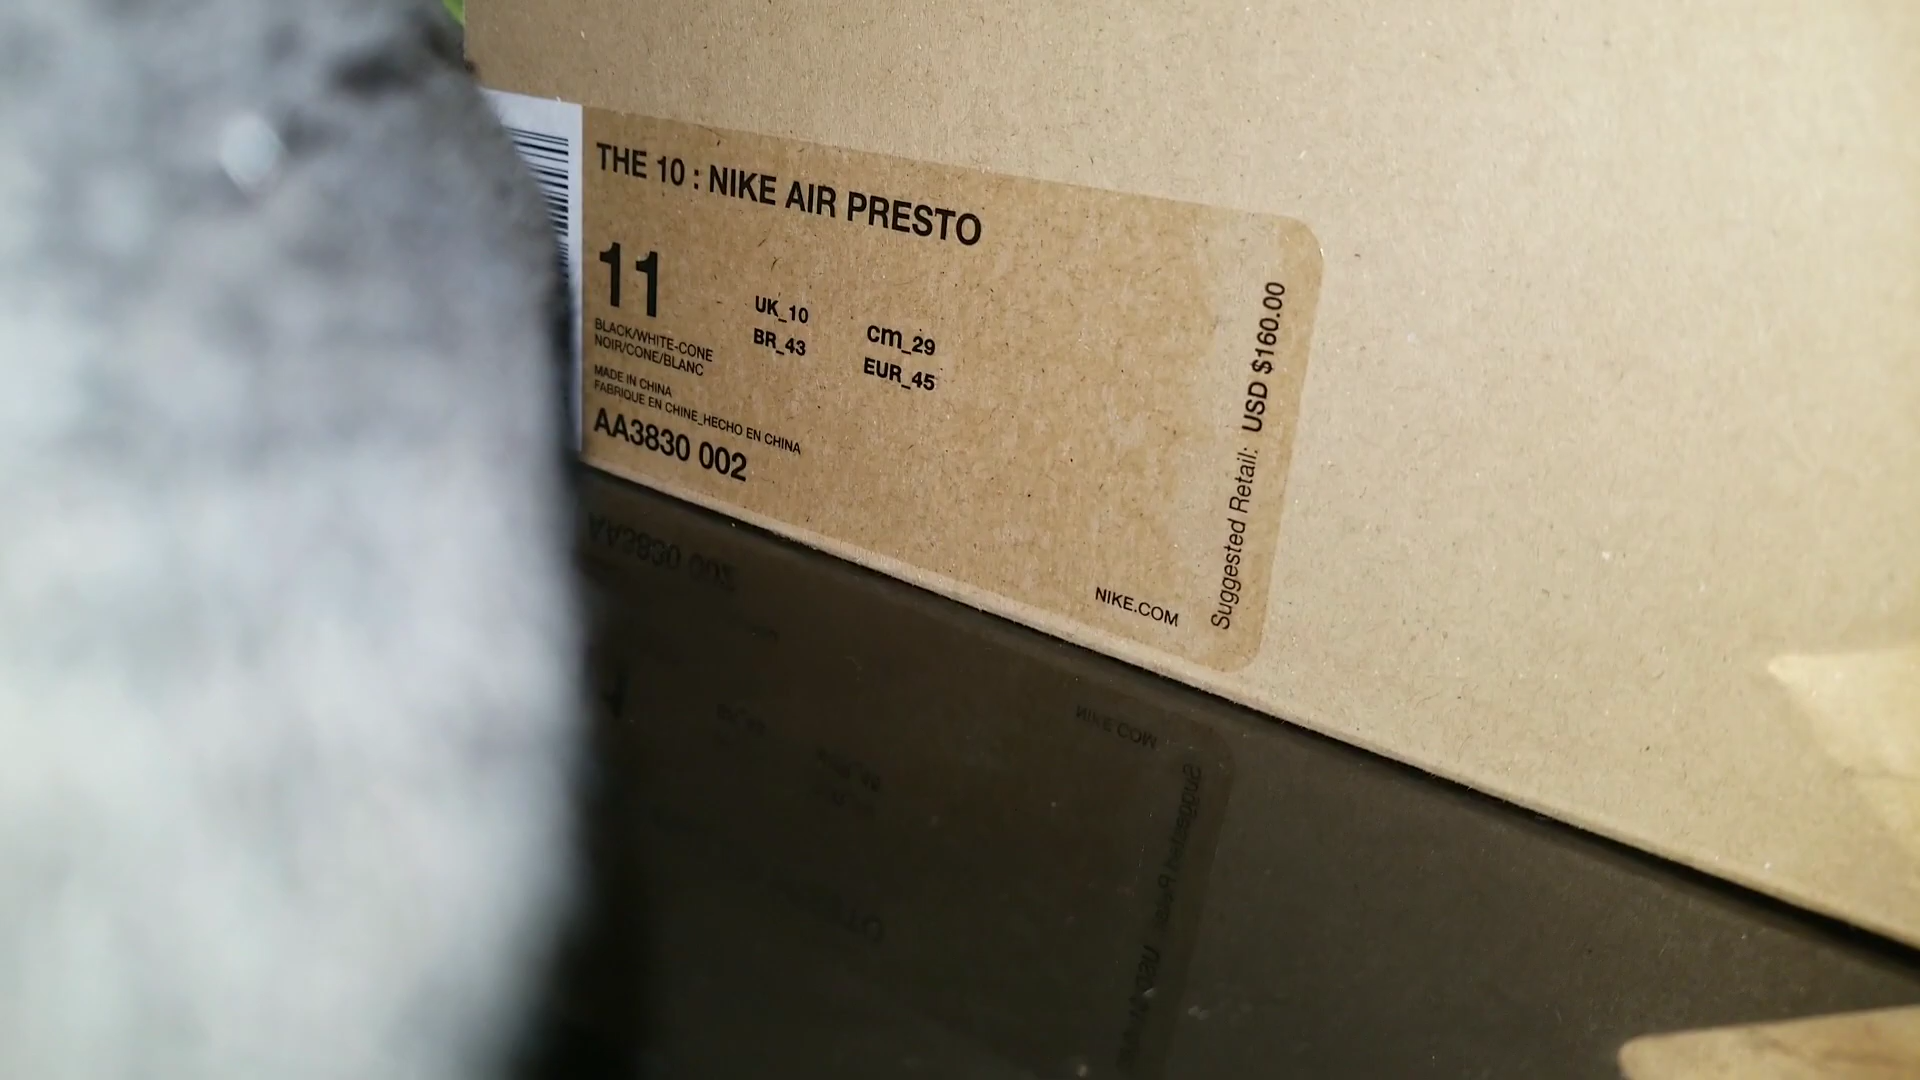 THE 10 : NIKE AIR PRESTO
11
UK_10
cm_29
BR_43
EUR_45
BLACK/WHITE-CONE
NOIR/CONE/BLANC
MADE IN CHINA
FABRIQUE EN CHINE_HECHO EN CHINA
AA3830 002
NIKE.COM
Suggested Retail: USD $160.00